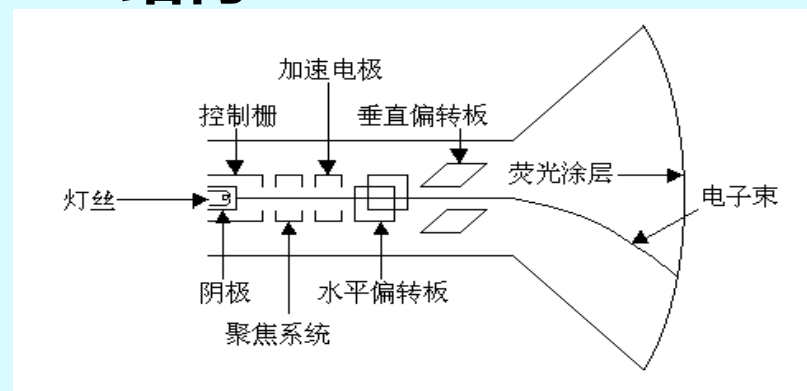 加速电极
控制栅
垂直偏转板
荧光涂层
灯丝
电子束
阴极
水平偏转板
聚焦系统